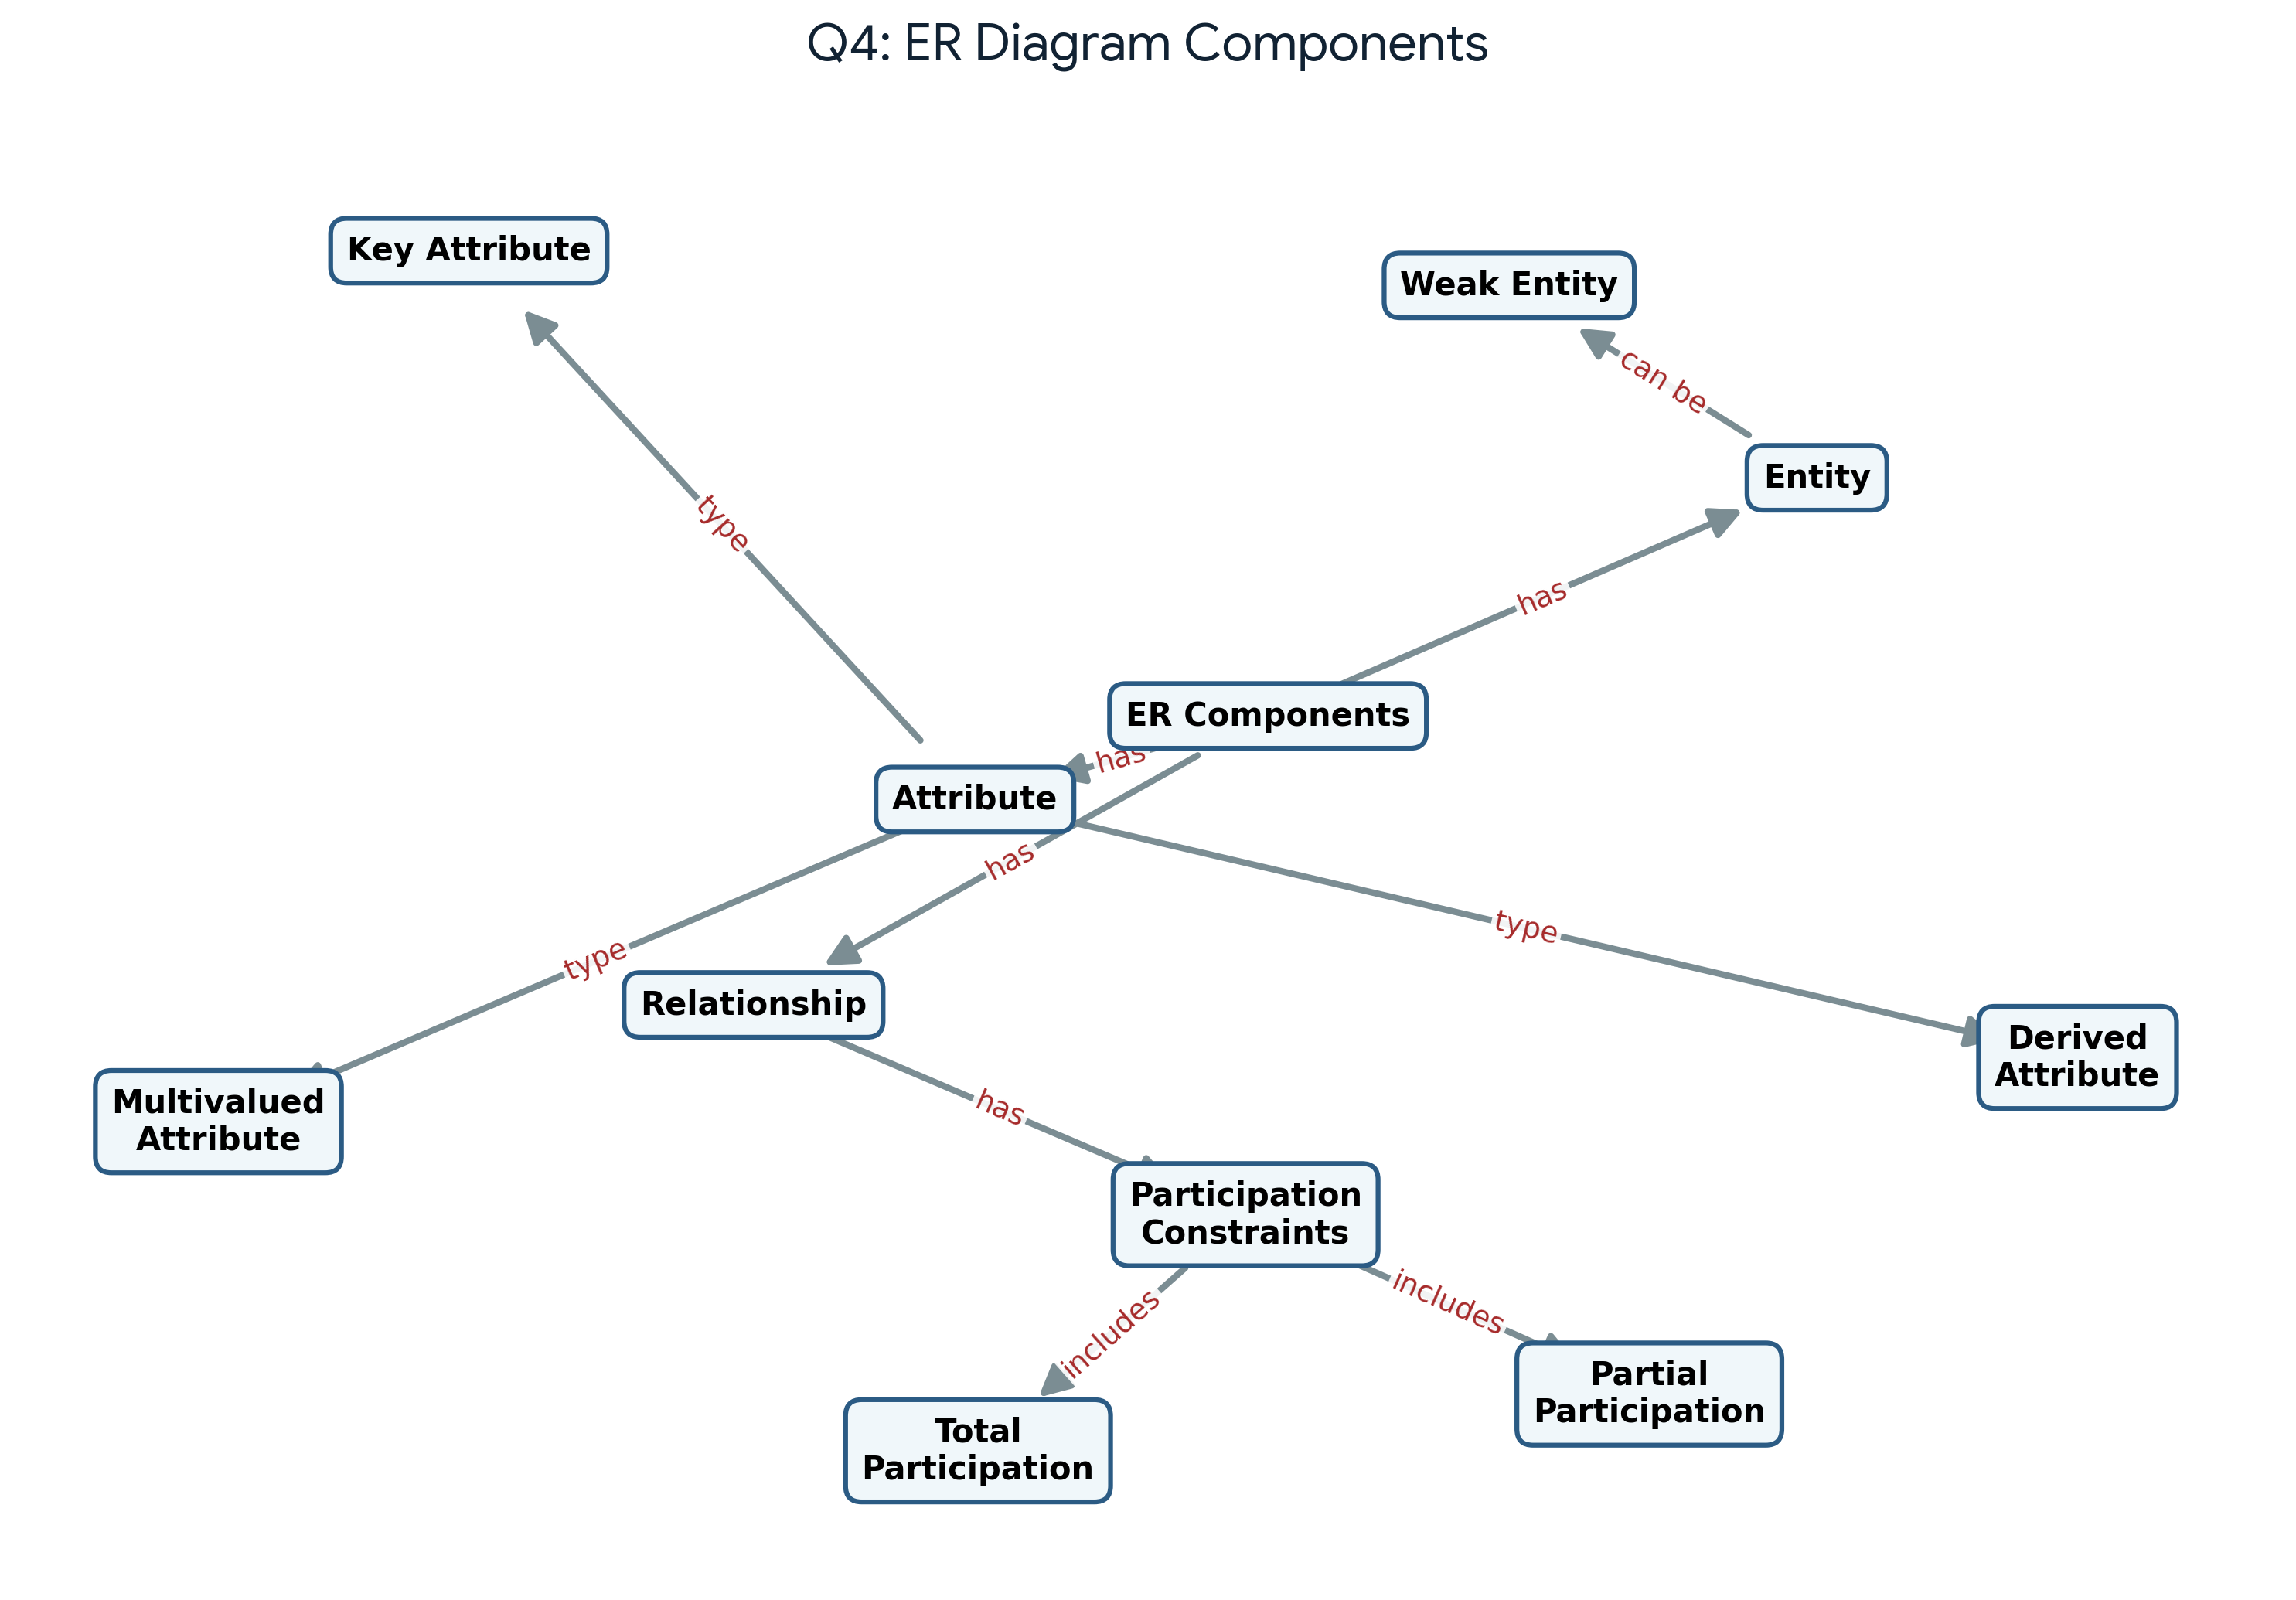 Q4: ER Diagram Components
Key Attribute
Weak Entity
can be
Entity
type
has
ER Components
has
Attribute
has
type
type
Relationship
Derived
Attribute
Multivalued
Attribute
has
Participation
Constraints
includes
includes
Partial
Participation
Total
Participation